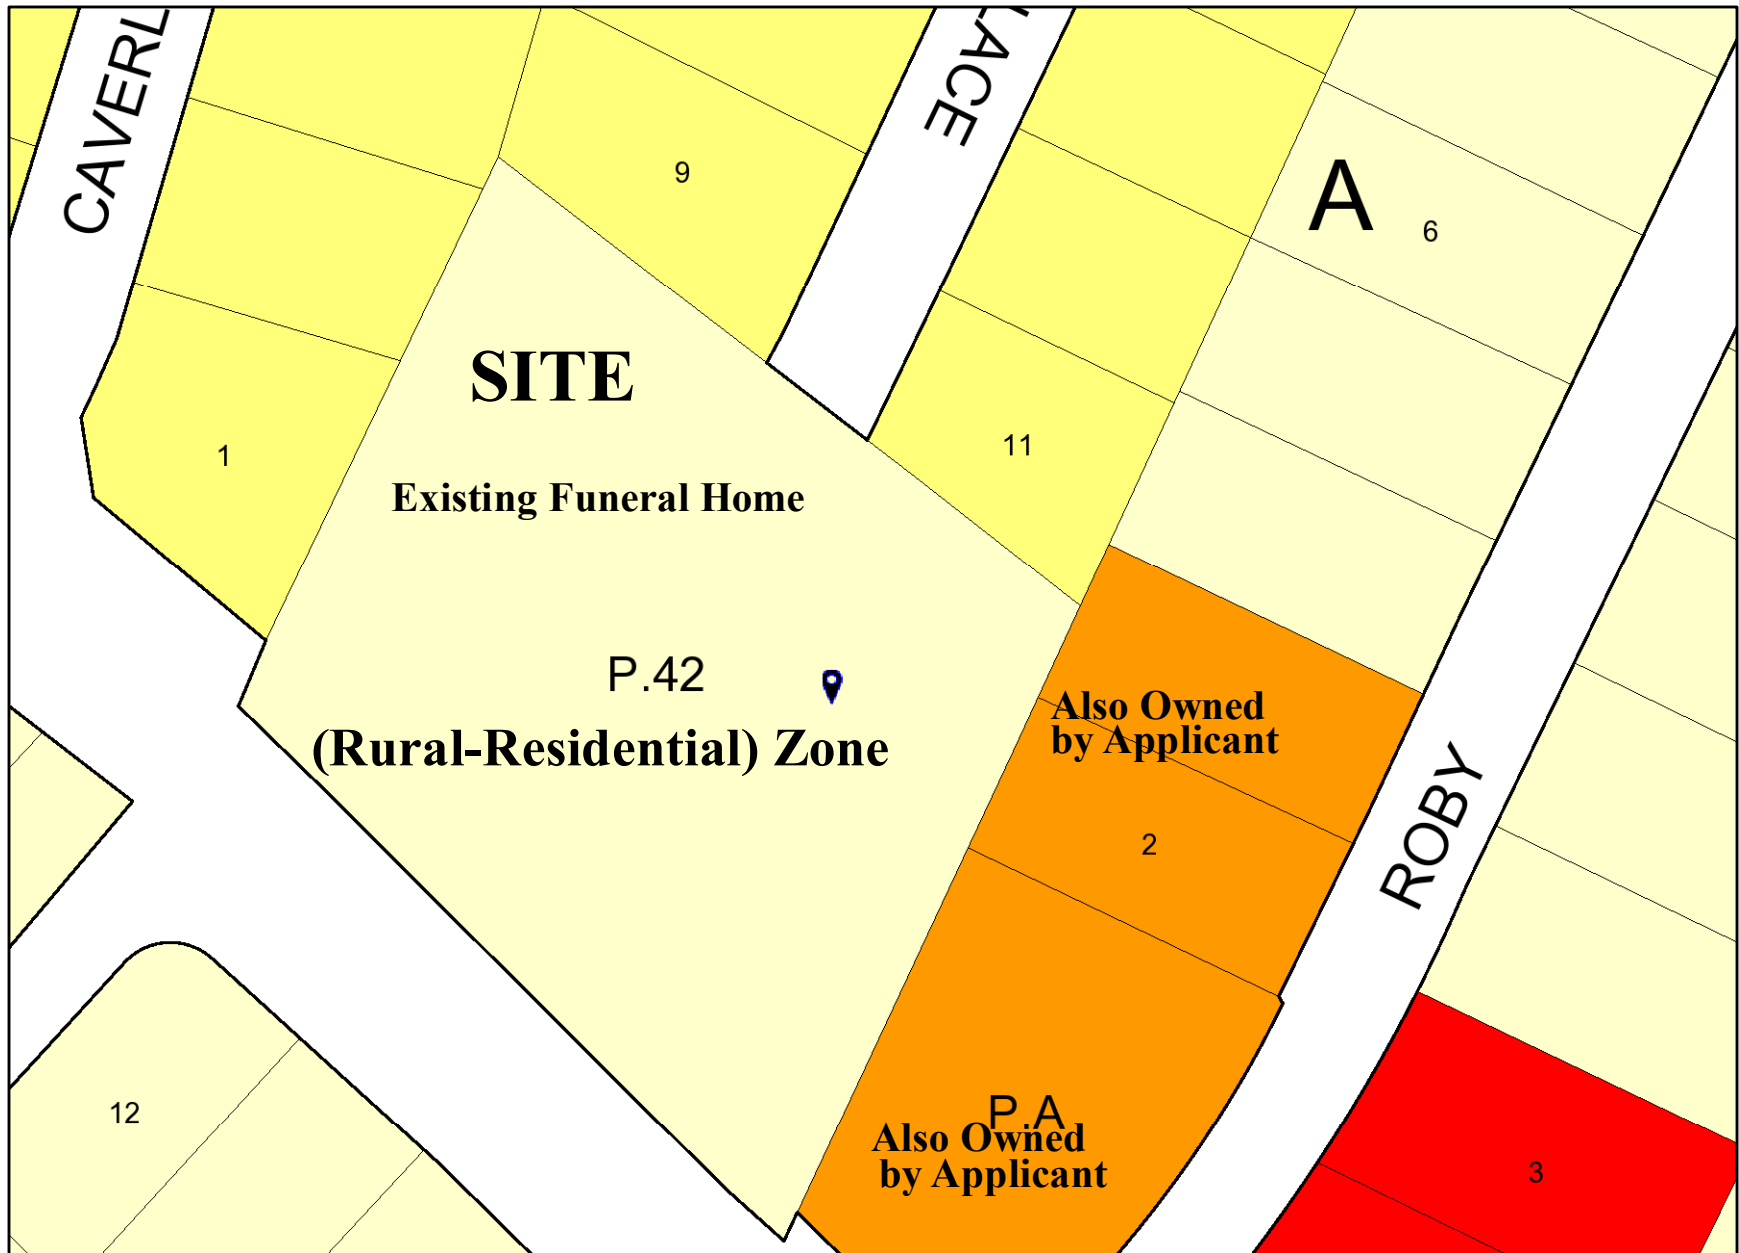 CAVERL
LACE
9
A
6
SITE
1
11
Existing Funeral Home
P.42
(Rural-Residential) Zone
Also Owned
by Applicant
ROBY
2
P.A
Also Owned
by Applicant
12
3